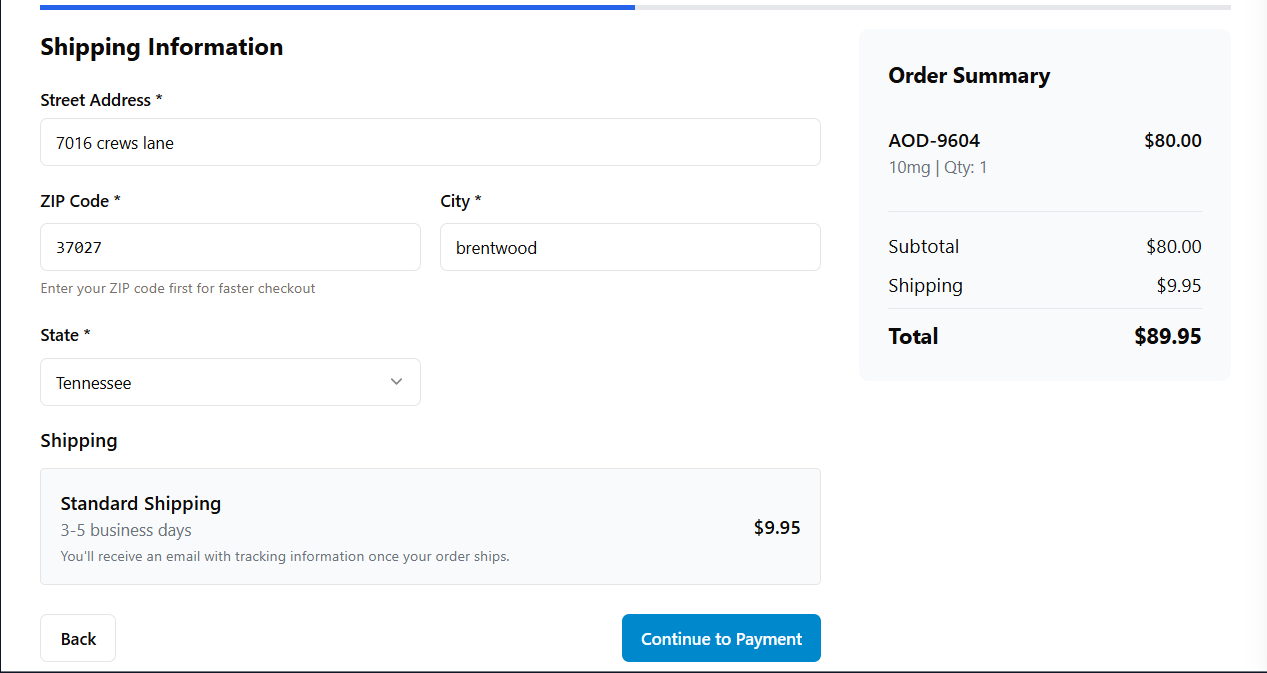 Shipping Information
Street Address *
7016 crews lane
ZIP Code *
City *
37027
brentwood
Enter your ZIP code first for faster checkout
State *
Tennessee
Shipping
Standard Shipping
3-5 business days
You'll receive an email with tracking information once your order ships.
$9.95
Back
Continue to Payment
Order Summary
AOD-9604 $80.00
10mg | Qty: 1
Subtotal $80.00
Shipping $9.95
Total $89.95